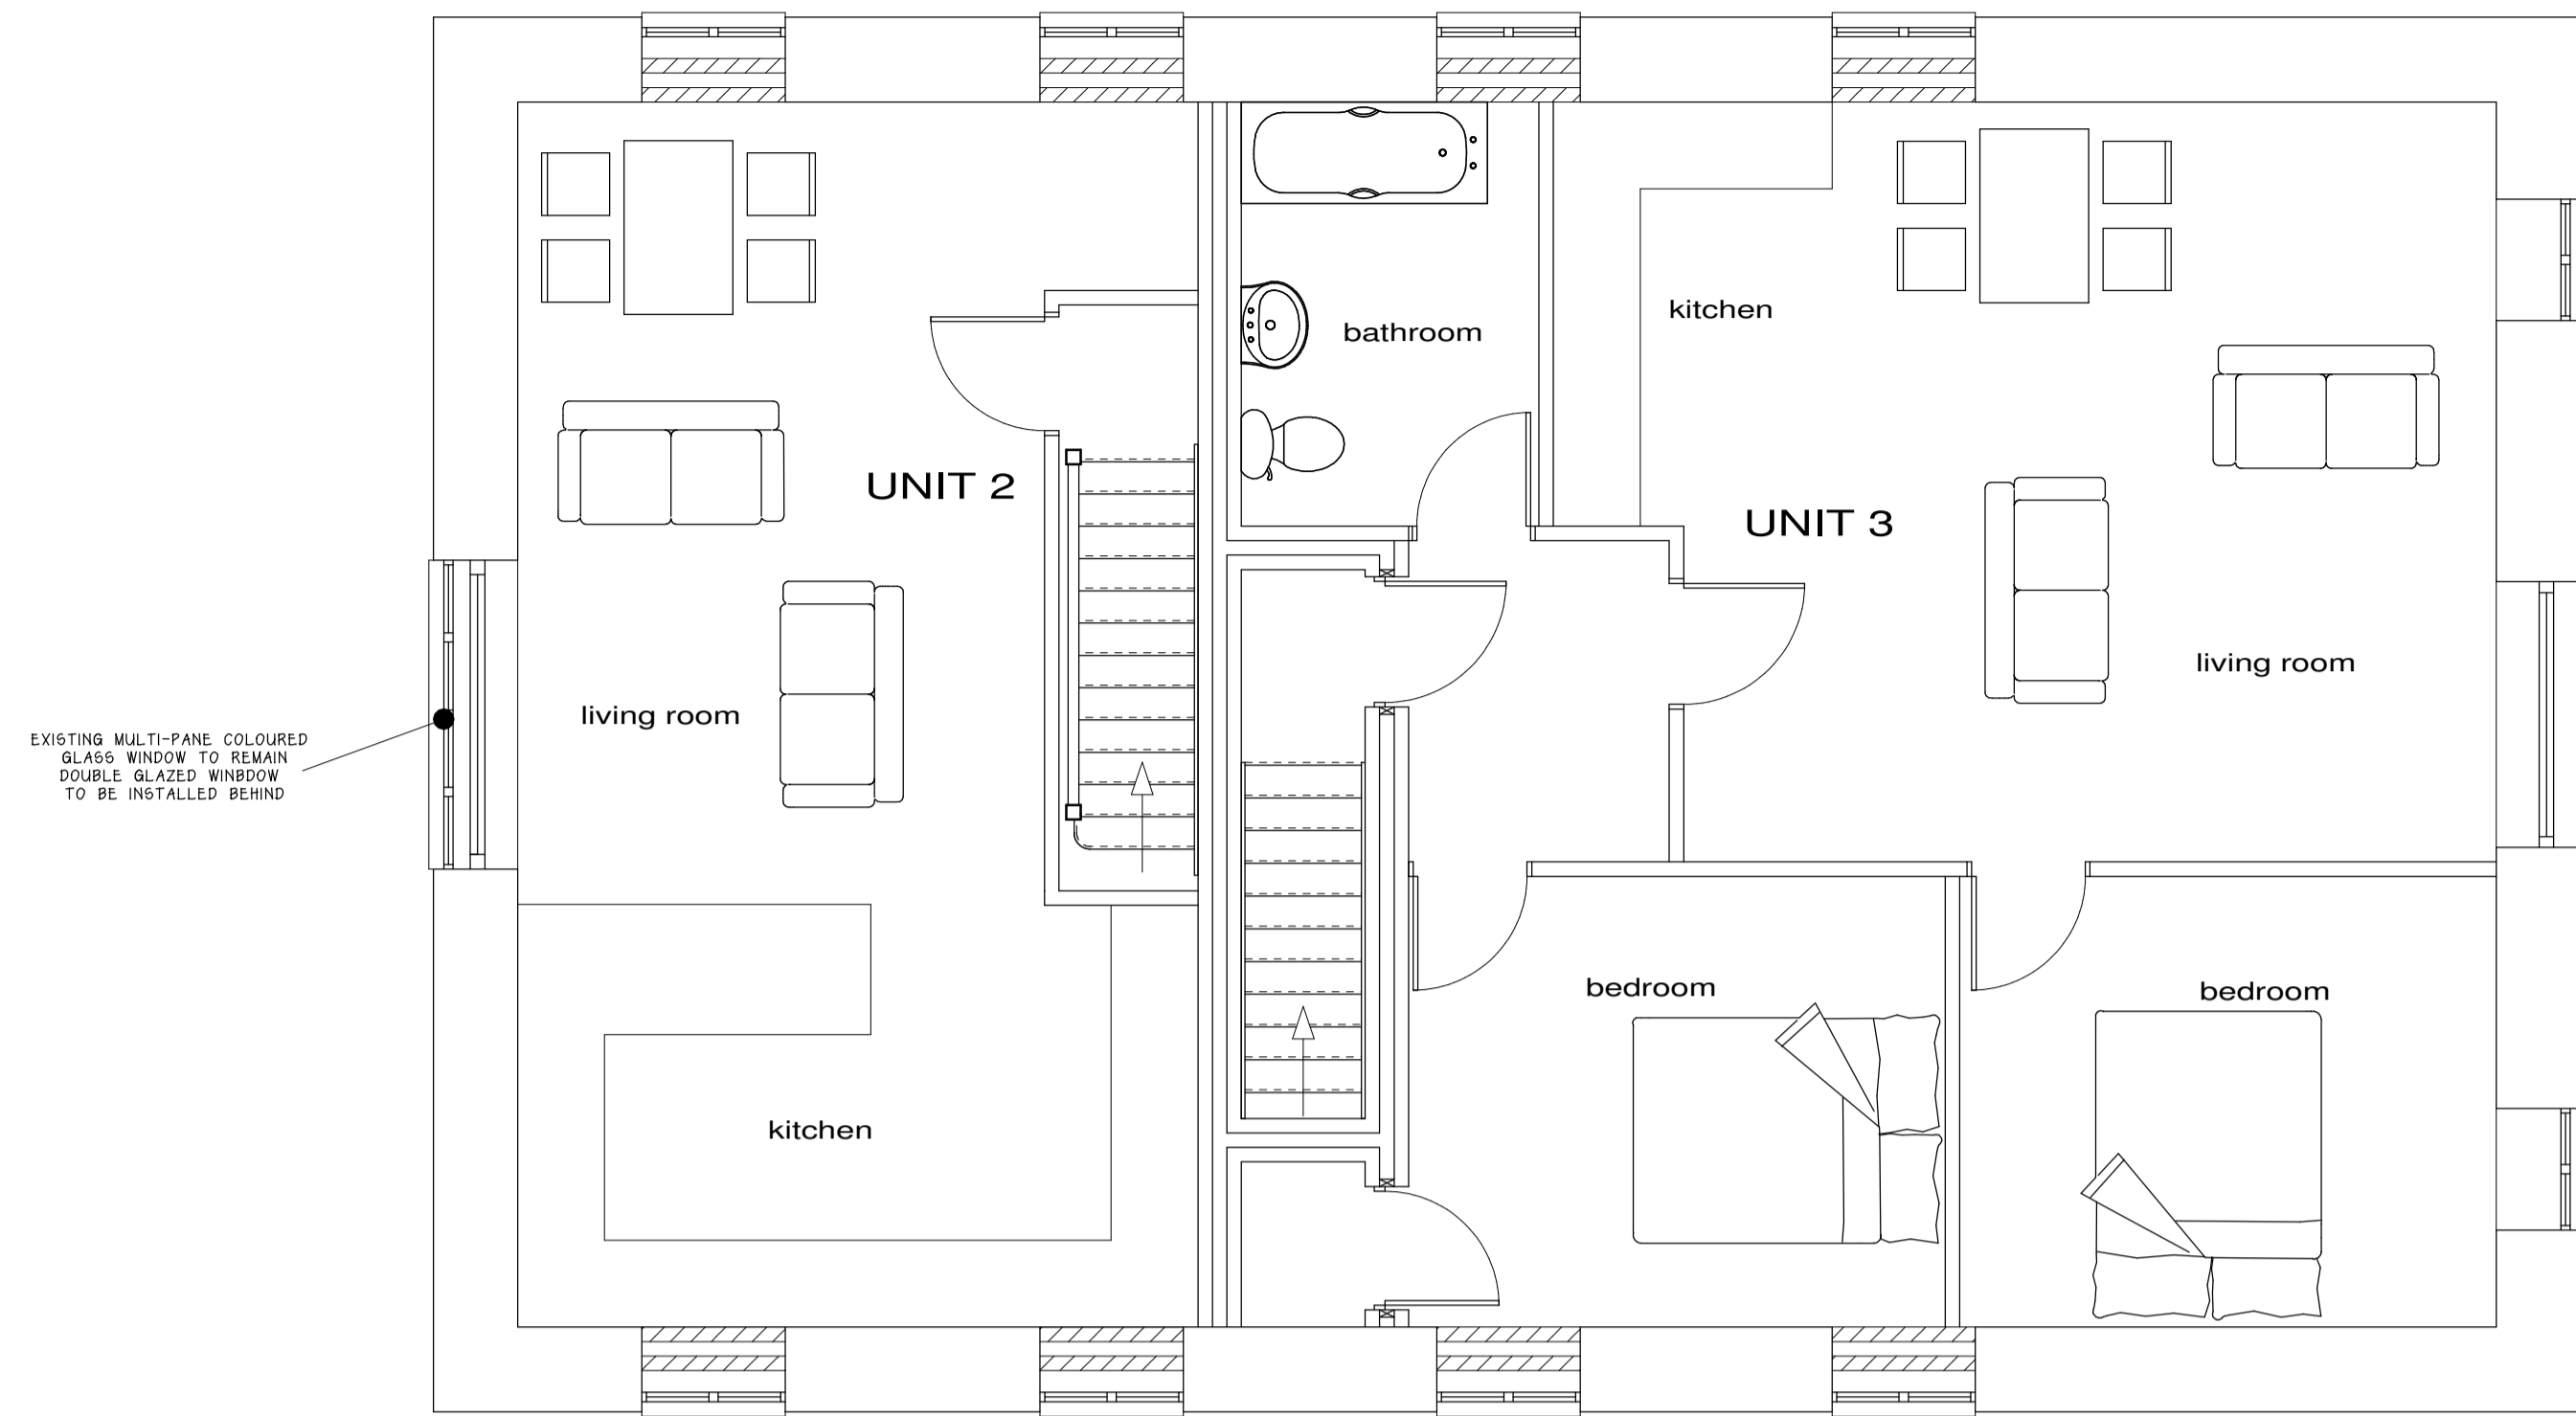 kitchen
bathroom
UNIT 2
UNIT 3
living room
living room
EXISTING MULTI-PANE COLOURED
GLASS WINDOW TO REMAIN
DOUBLE GLAZED WINBDOW
TO BE INSTALLED BEHIND
bedroom
bedroom
kitchen